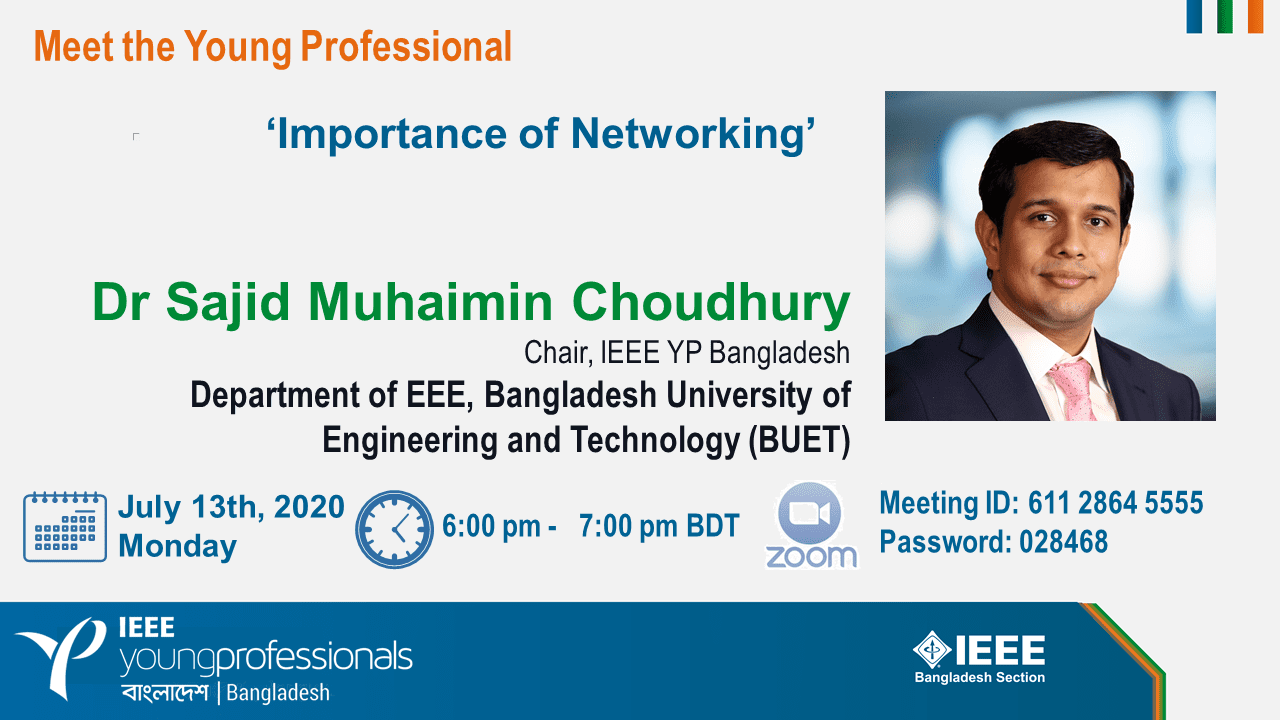 Meet the Young Professional
‘Importance of Networking’
Dr Sajid Muhaimin Choudhury
Chair, IEEE YP Bangladesh
Department of EEE, Bangladesh University of
Engineering and Technology (BUET)
July 13th, 2020
Monday
6:00 pm - 7:00 pm BDT
zoom
Meeting ID: 611 2864 5555
Password: 028468
IEEE
youngprofessionals
বাংলাদেশ | Bangladesh
IEEE
Bangladesh Section